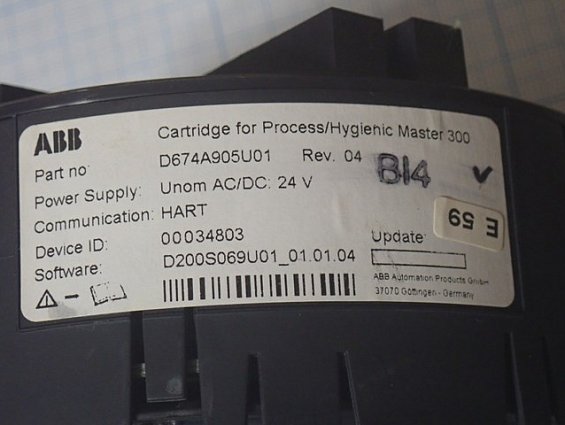 ABB
Cartridge for Process/Hygienic Master 300
Part no: D674A905U01 Rev. 04
B14
Power Supply: Unom AC/DC: 24 V
Communication: HART
E 59
Device ID: 00034803
Update:
Software: D200S069U01_01.01.04
ABB Automation Products GmbH
37070 Göttingen - Germany